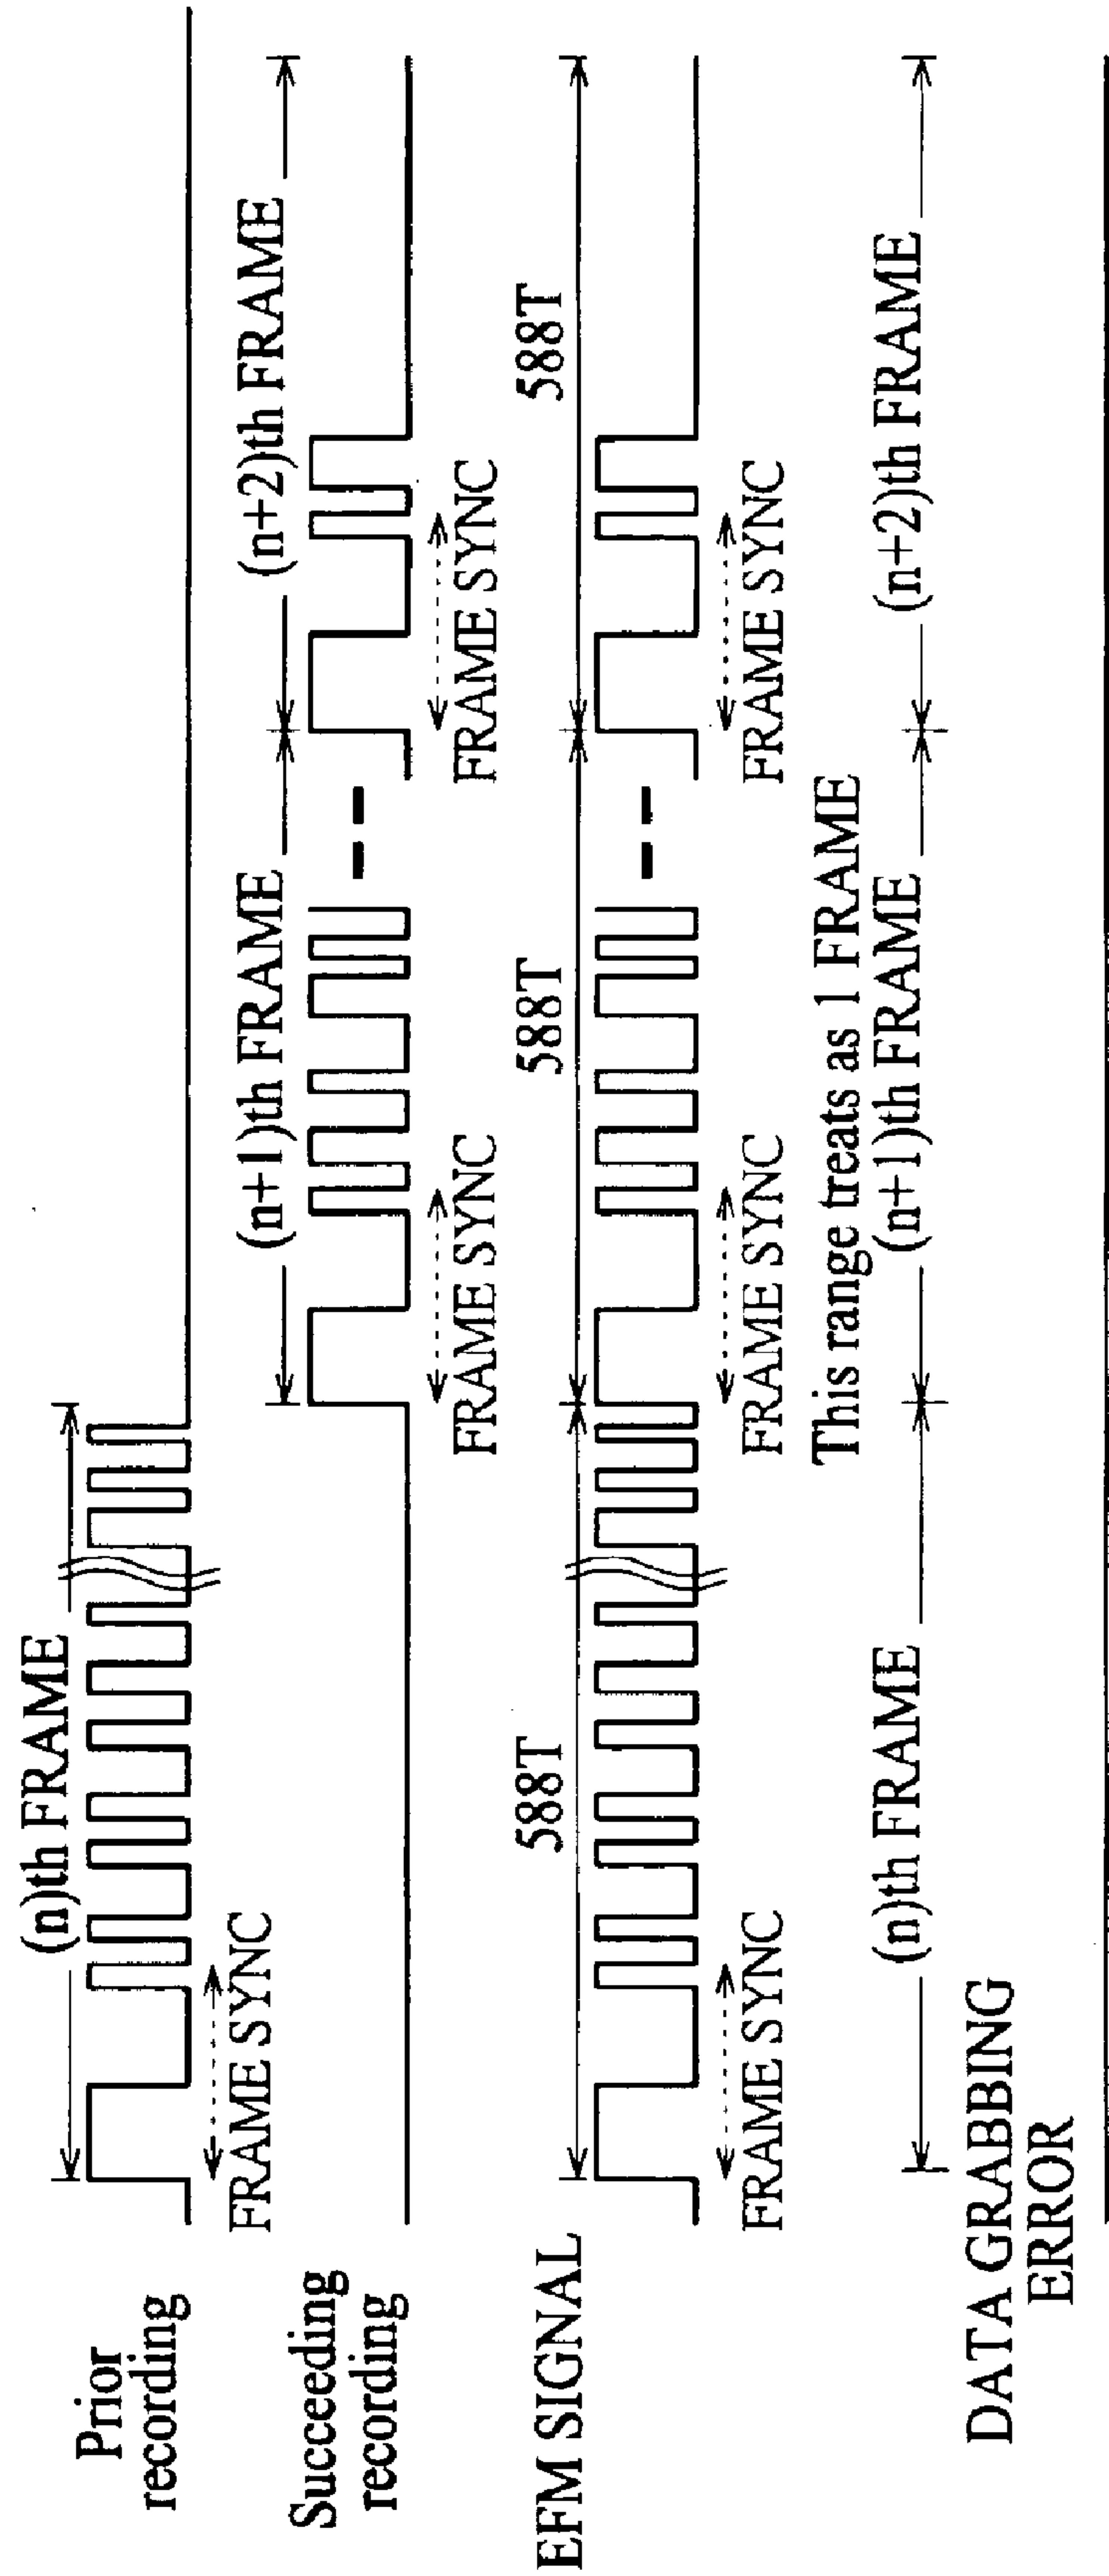 (n)th FRAME
Prior
recording
FRAME SYNC
(n+1)th FRAME
(n+2)th FRAME
Succeeding
recording
FRAME SYNC
FRAME SYNC
588T
588T
588T
EFM SIGNAL
FRAME SYNC
FRAME SYNC
FRAME SYNC
This range treats as 1 FRAME
(n)th FRAME
(n+1)th FRAME
(n+2)th FRAME
DATA GRABBING
ERROR